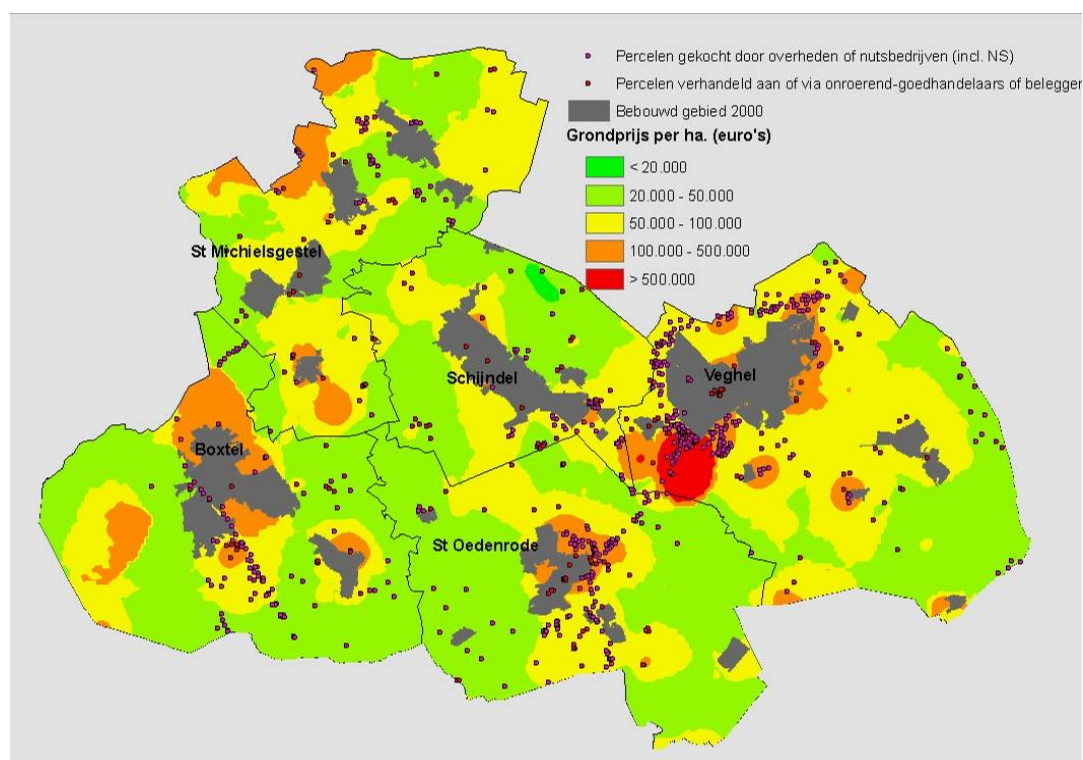 Percelen gekocht door overheden of nutsbedrijven (incl. NS)
Percelen verhandeld aan of via onroerend-goedhandelaars of belegger
Bebouwd gebied 2000
Grondprijs per ha. (euro's)
< 20.000
20.000 - 50.000
50.000 - 100.000
100.000 - 500.000
> 500.000
St Michielsgestel
Schijndel
Veghel
Boxtel
St Oedenrode